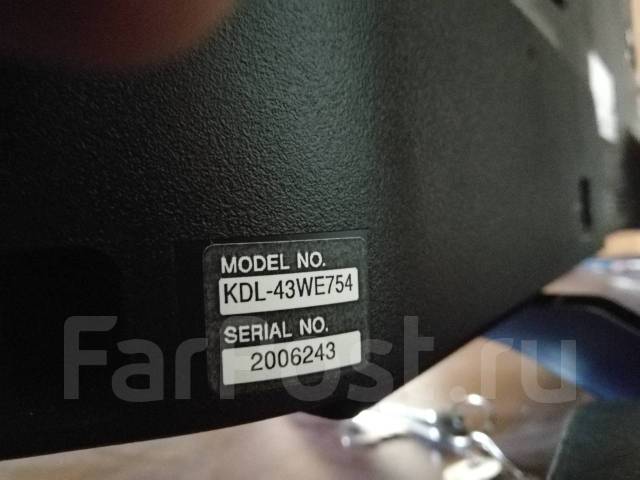 MODEL NO.
KDL-43WE754
SERIAL NO.
2006243
FarPost.ru